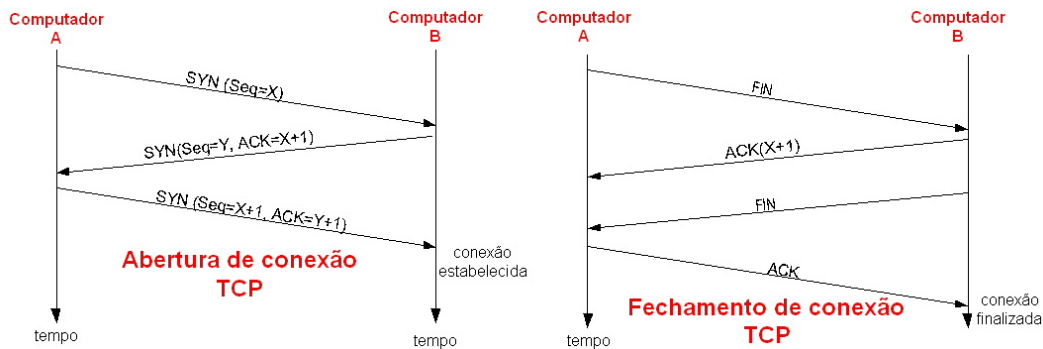 Computador
A
Computador
B
SYN (Seq=X)
SYN(Seq=Y, ACK=X+1)
SYN (Seq=X+1, ACK=Y+1)
Abertura de conexão
TCP
conexão
estabelecida
tempo
tempo
Computador
A
Computador
B
FIN
ACK(X+1)
FIN
ACK
Fechamento de conexão
TCP
conexão
finalizada
tempo